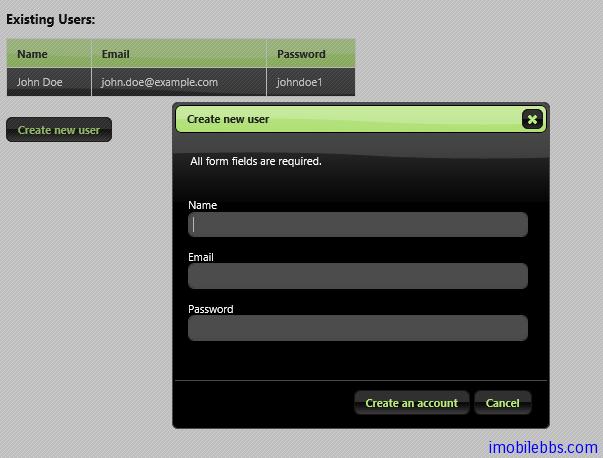 Existing Users:
Name Email Password
John Doe john.doe@example.com johndoe1
Create new user
Create new user
All form fields are required.
Name
Email
Password
Create an account Cancel
imobilebbs.com